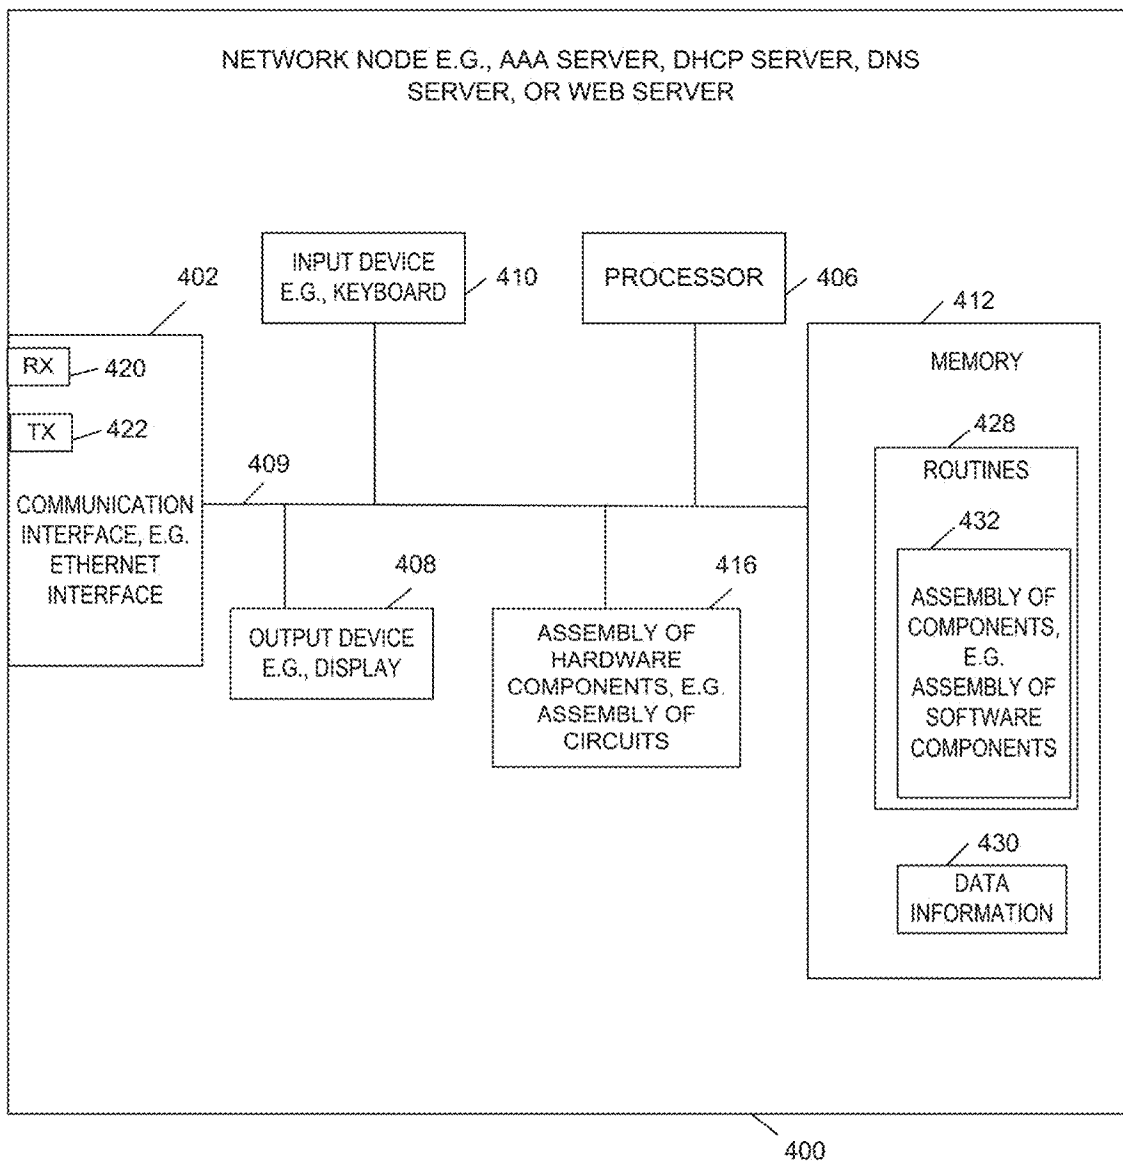 NETWORK NODE E.G., AAA SERVER, DHCP SERVER, DNS
SERVER, OR WEB SERVER
402
INPUT DEVICE
E.G., KEYBOARD
410
PROCESSOR
406
412
RX
420
TX
422
COMMUNICATION
INTERFACE, E.G.
ETHERNET
INTERFACE
409
MEMORY
428
ROUTINES
432
ASSEMBLY OF
COMPONENTS,
E.G.
ASSEMBLY OF
SOFTWARE
COMPONENTS
408
OUTPUT DEVICE
E.G., DISPLAY
416
ASSEMBLY OF
HARDWARE
COMPONENTS, E.G.
ASSEMBLY OF
CIRCUITS
430
DATA
INFORMATION
400